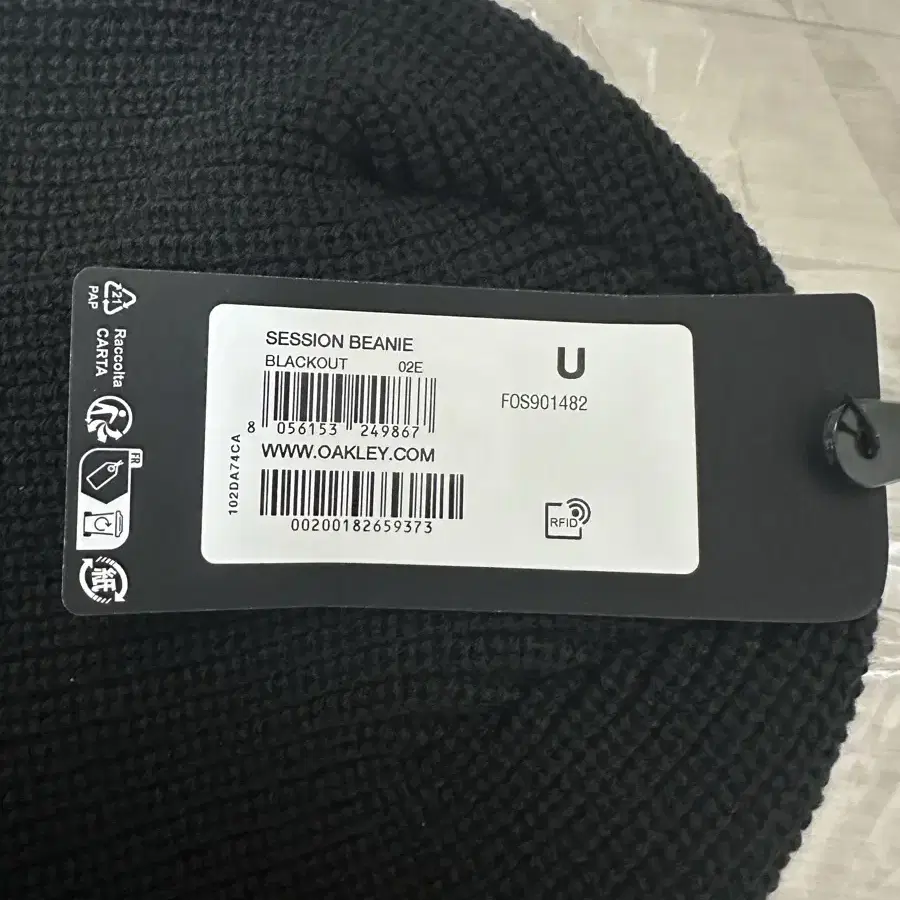 SESSION BEANIE
BLACKOUT 02E
8 056153 249867
WWW.OAKLEY.COM
00200182659373
102DA74CA
U
FOS901482
RFID
21
PAP
Raccolta
CARTA
FR
紙